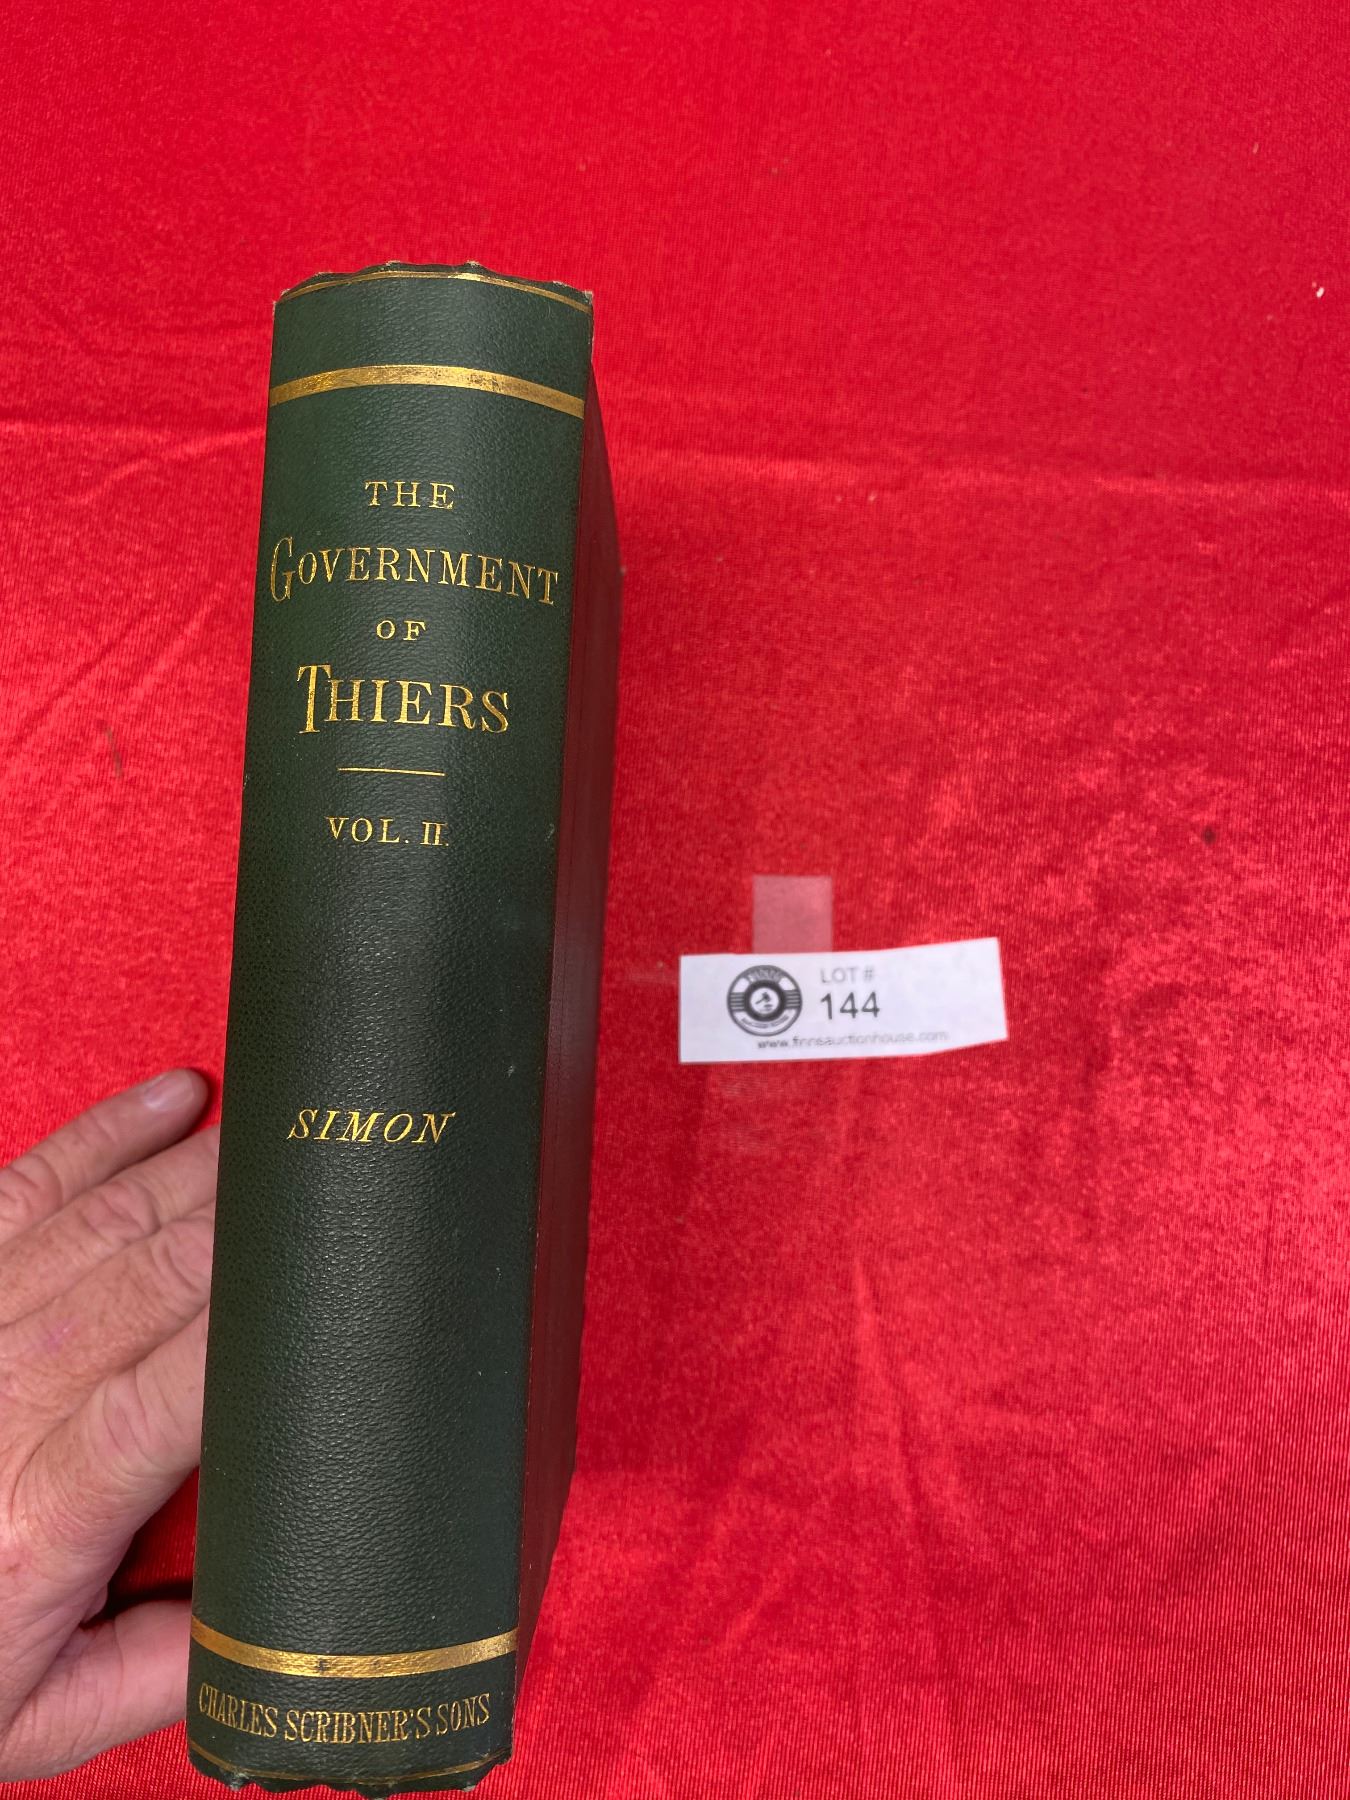 THE
GOVERNMENT
OF
THIERS
VOL. II.
SIMON
CHARLES SCRIBNER'S SONS
LOT #
144
www.finnsauctionhouse.com